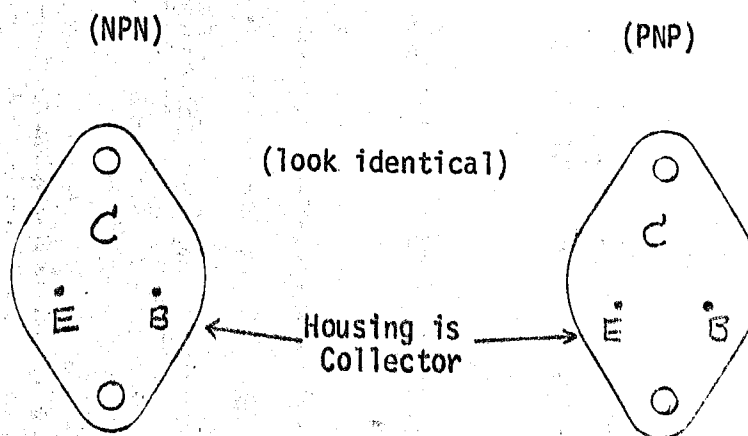 (NPN) (PNP)
(look identical)
C C
E B E B
Housing is
Collector